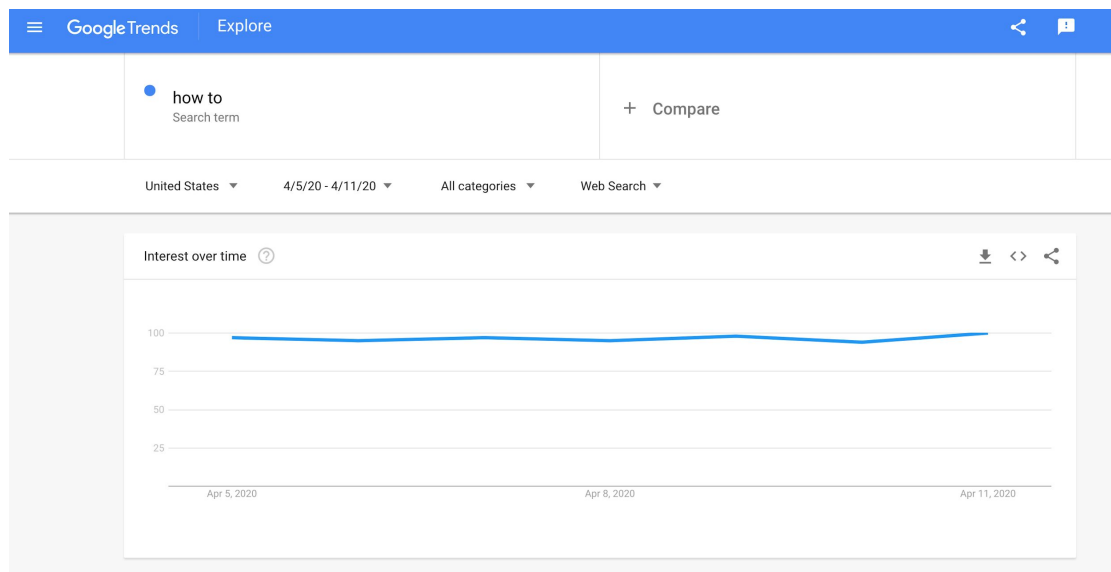 Google Trends Explore
how to
Search term
+ Compare
United States 4/5/20 - 4/11/20 All categories Web Search
Interest over time ?
100
75
50
25
Apr 5, 2020 Apr 8, 2020 Apr 11, 2020